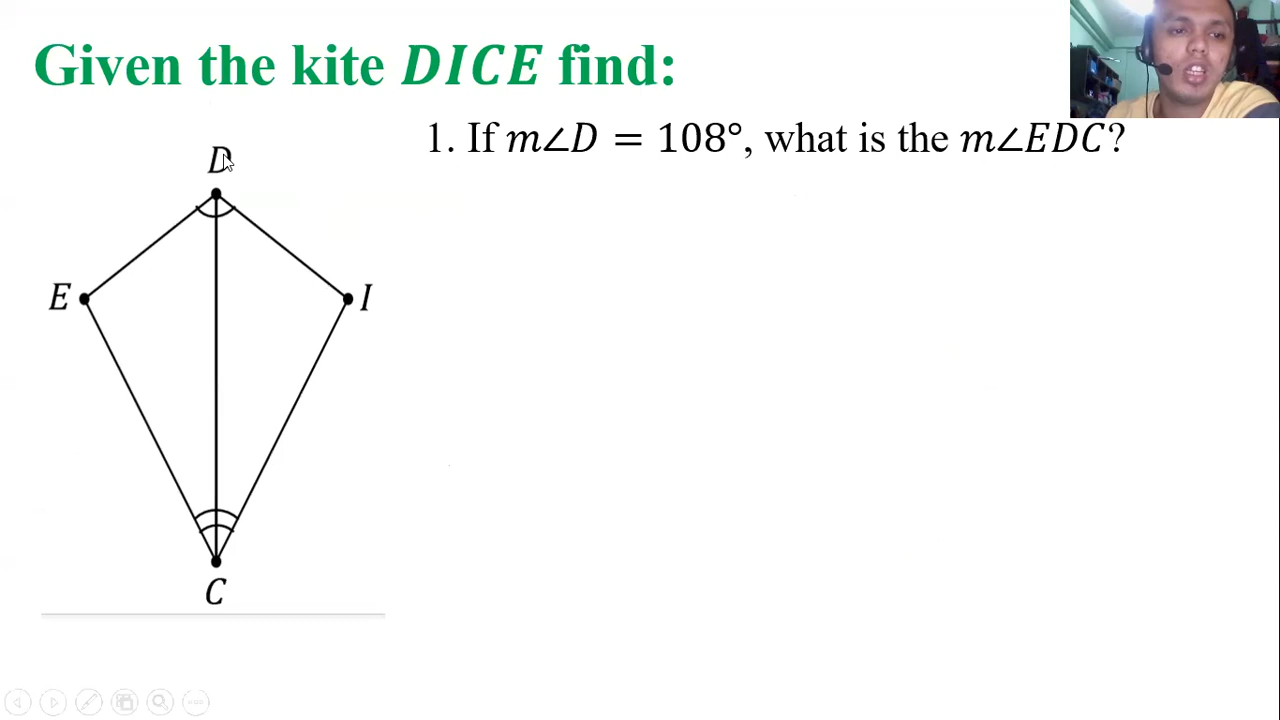 Given the kite DICE find:
1. If m∠D = 108°, what is the m∠EDC?
D
E
I
C